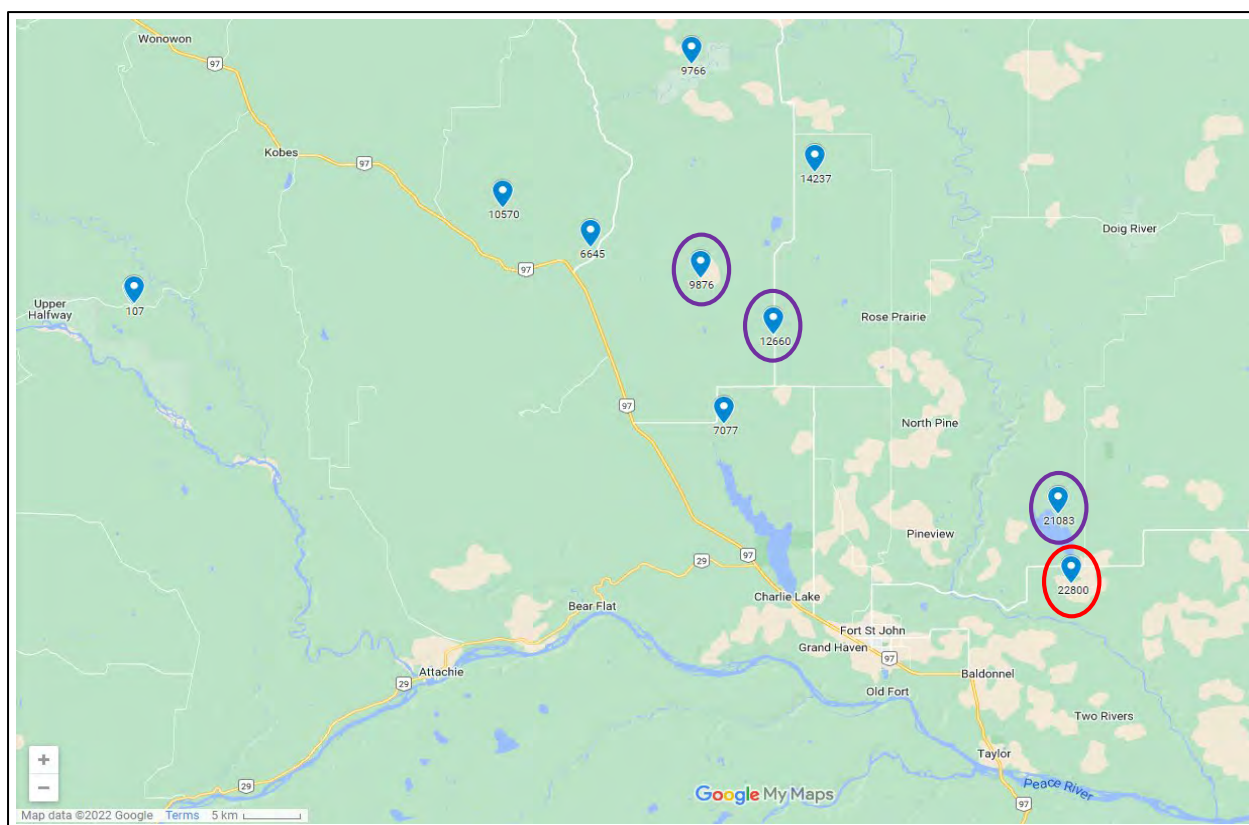 Wonowon
97
9766
Kobes
97
14237
10570
6645
Doig River
97
9876
107
Upper
Halfway
Rose Prairie
12660
97
7077
North Pine
21083
Pineview
97
29
22800
Charlie Lake
Bear Flat
Fort St John
Grand Haven
97
Attachie
Baldonnel
29
Old Fort
Two Rivers
Taylor
+
−
29
Peace River
Google My Maps
97
Map data ©2022 Google Terms 5 km